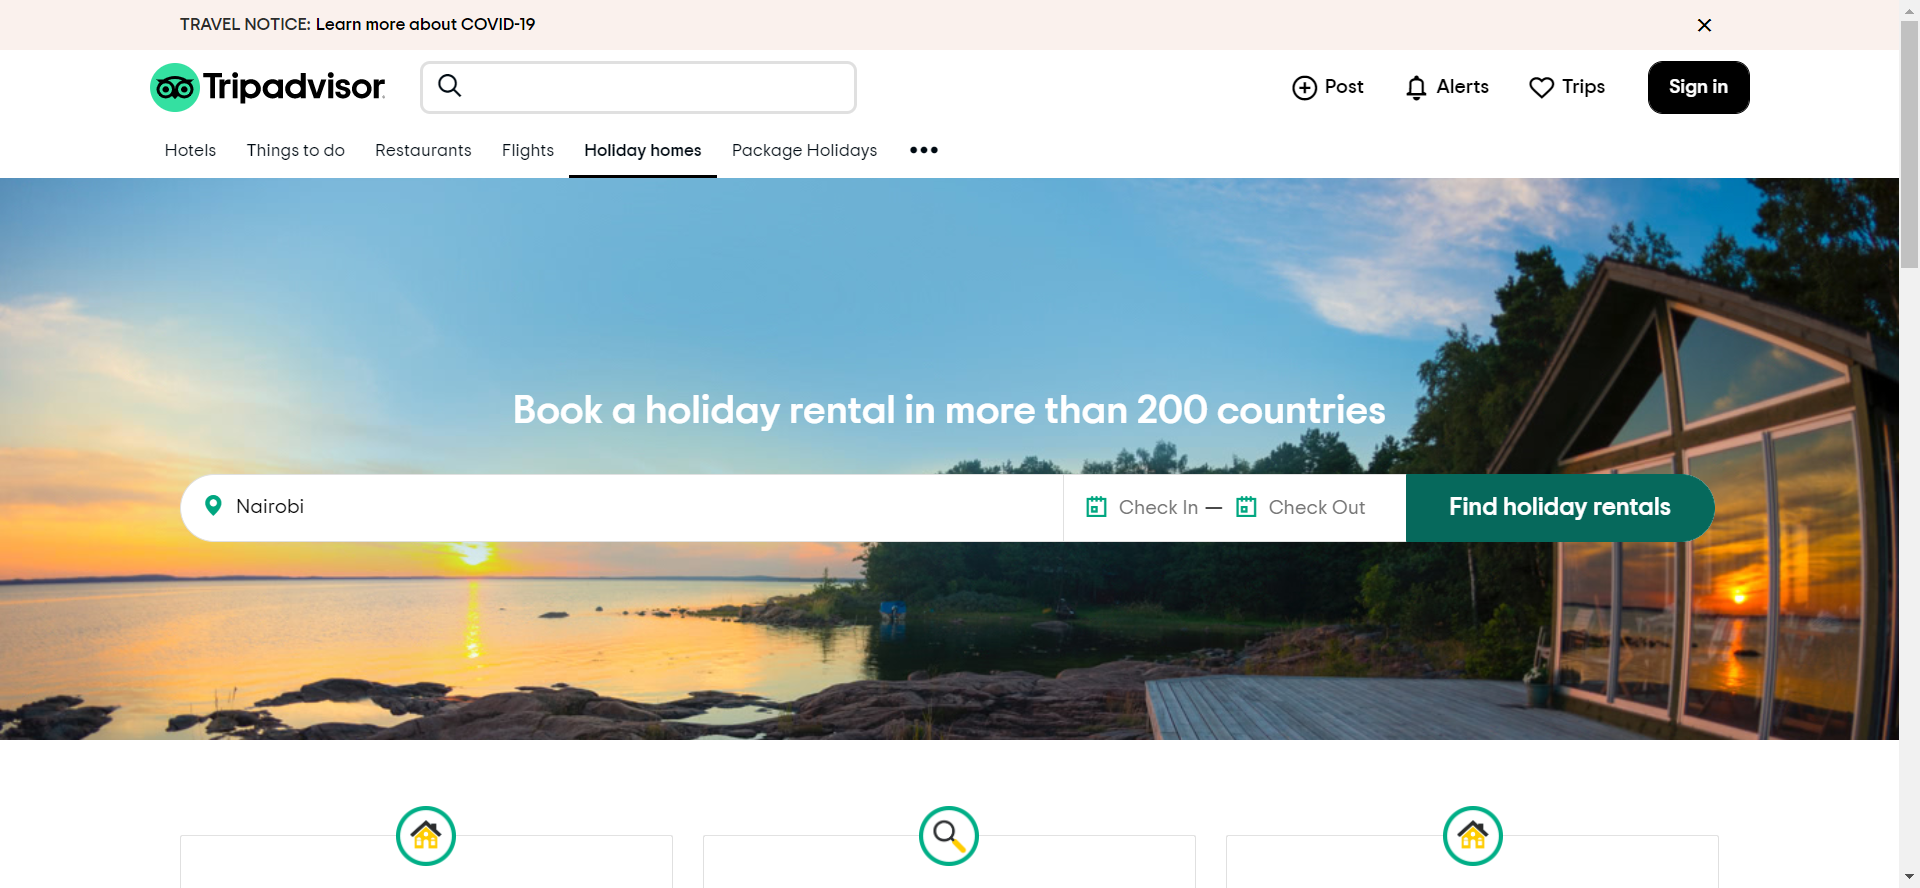 TRAVEL NOTICE: Learn more about COVID-19
Tripadvisor
Post
Alerts
Trips
Sign in
Hotels
Things to do
Restaurants
Flights
Holiday homes
Package Holidays
Book a holiday rental in more than 200 countries
Nairobi
Check In — Check Out
Find holiday rentals